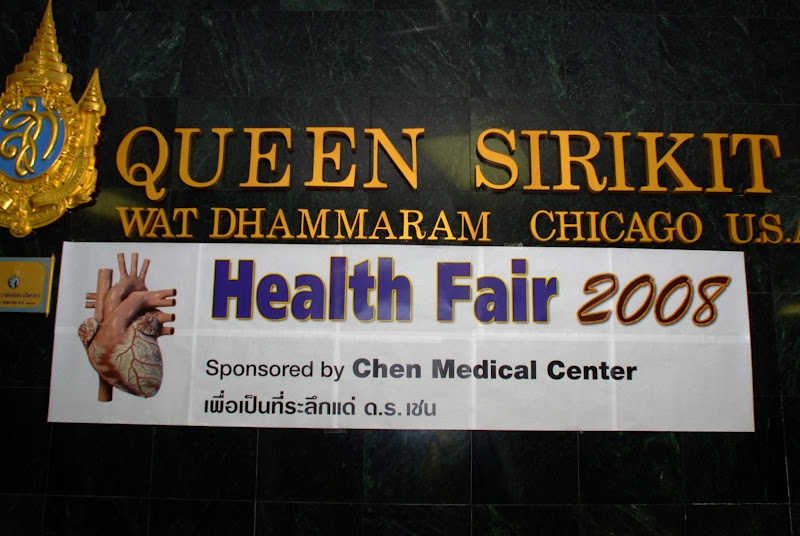 QUEEN SIRIKIT
WAT DHAMMARAM CHICAGO U.S.A
Health Fair 2008
Sponsored by Chen Medical Center
เพื่อเป็นที่ระลึกแด่ ด.ร. เชน